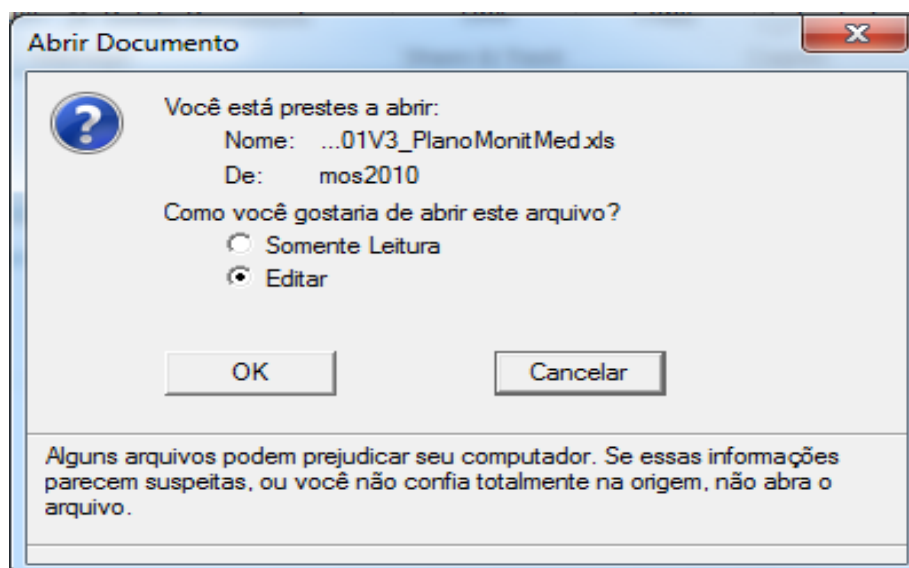 Abrir Documento
Você está prestes a abrir:
Nome: ...01V3_PlanoMonitMed.xls
De: mos2010
Como você gostaria de abrir este arquivo?
Somente Leitura
Editar
OK
Cancelar
Alguns arquivos podem prejudicar seu computador. Se essas informações
parecem suspeitas, ou você não confia totalmente na origem, não abra o
arquivo.